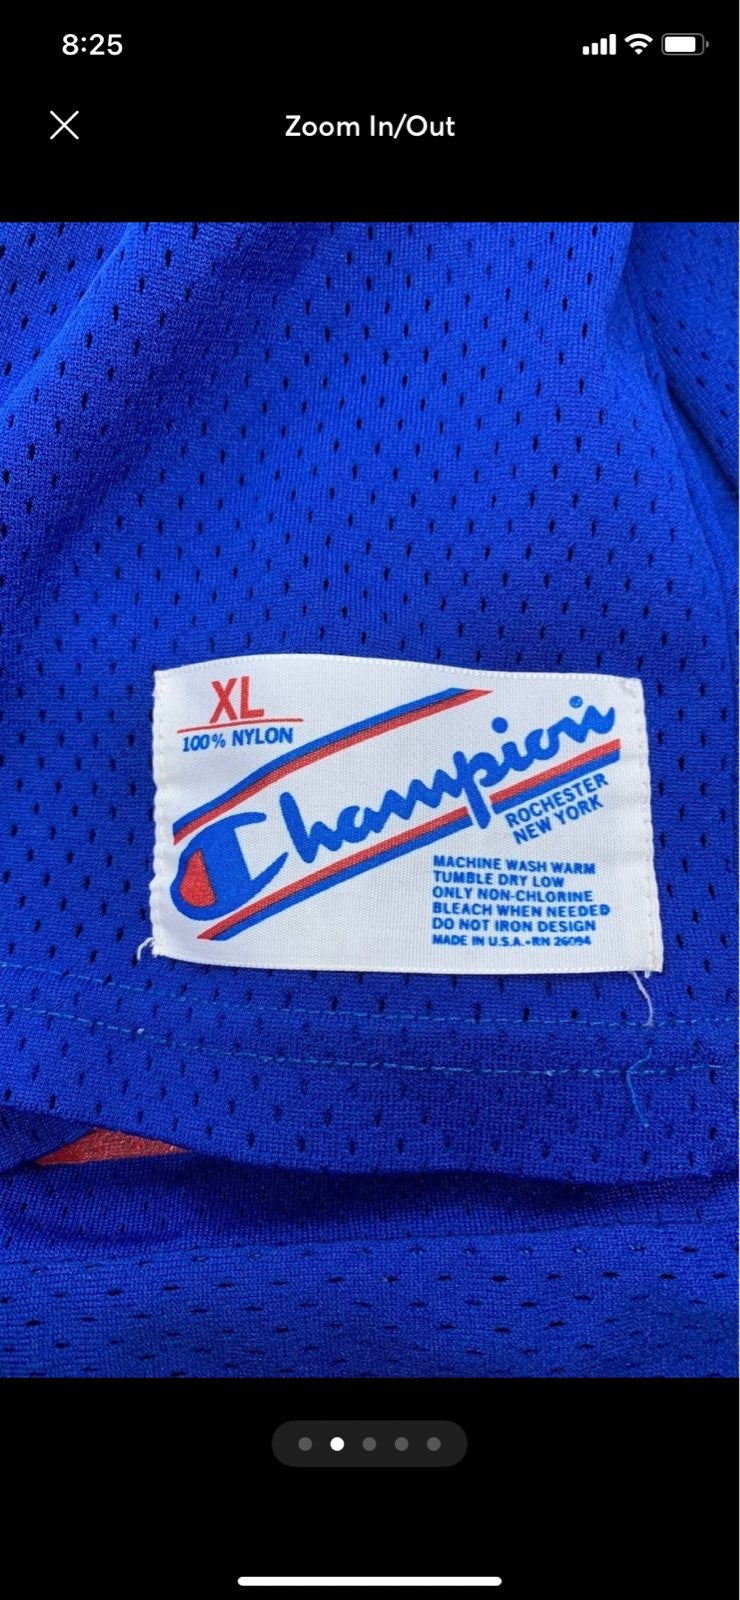 8:25
Zoom In/Out
XL
100% NYLON
Champion
ROCHESTER
NEW YORK
MACHINE WASH WARM
TUMBLE DRY LOW
ONLY NON-CHLORINE
BLEACH WHEN NEEDED
DO NOT IRON DESIGN
MADE IN U.S.A.-RN 26094